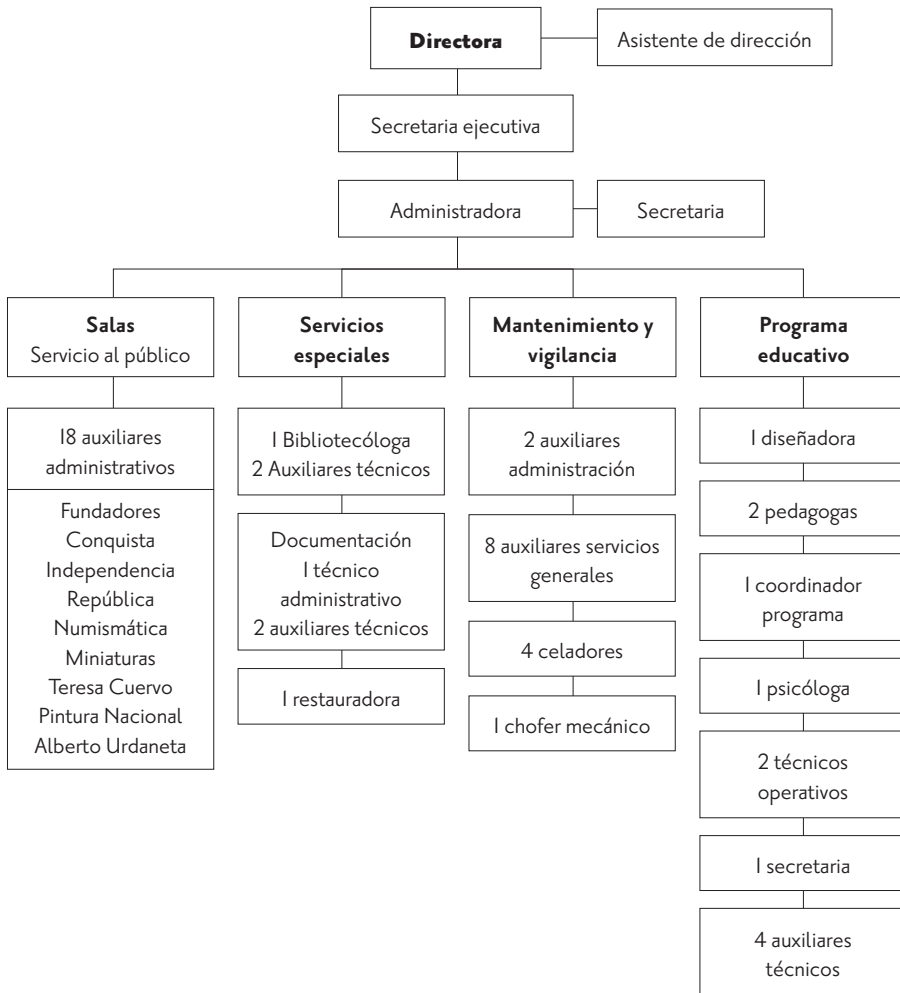 Directora
Asistente de dirección
Secretaria ejecutiva
Administradora
Secretaria
Salas
Servicio al público
18 auxiliares
administrativos
Fundadores
Conquista
Independencia
República
Numismática
Miniaturas
Teresa Cuervo
Pintura Nacional
Alberto Urdaneta
Servicios
especiales
1 Bibliotecóloga
2 Auxiliares técnicos
Documentación
1 técnico
administrativo
2 auxiliares técnicos
1 restauradora
Mantenimiento y
vigilancia
2 auxiliares
administración
8 auxiliares servicios
generales
4 celadores
1 chofer mecánico
Programa
educativo
1 diseñadora
2 pedagogas
1 coordinador
programa
1 psicóloga
2 técnicos
operativos
1 secretaria
4 auxiliares
técnicos